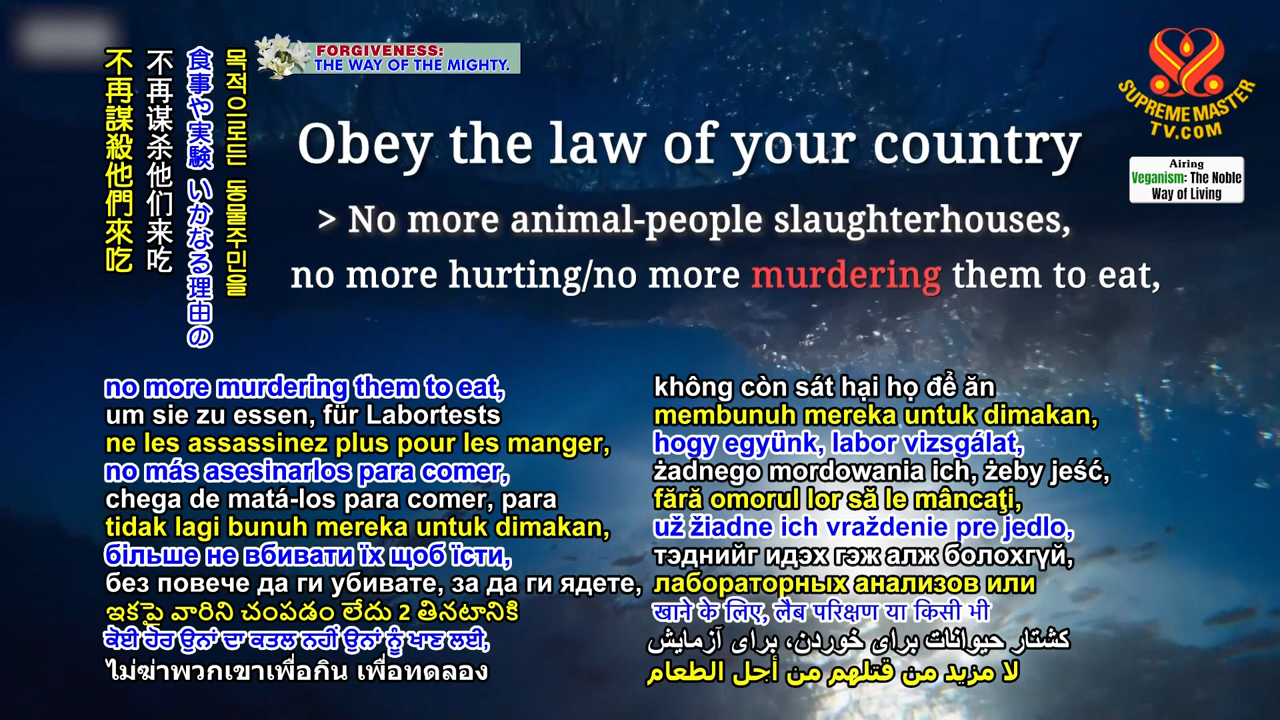 不再謀殺他們來吃
不再谋杀他们来吃
食事や実験 いかなる理由の
목적으로든 동물주민을
FORGIVENESS:
THE WAY OF THE MIGHTY.
SUPREME MASTER
TV.COM
Airing
Veganism: The Noble
Way of Living
Obey the law of your country
> No more animal-people slaughterhouses,
no more hurting/no more murdering them to eat,
no more murdering them to eat,
um sie zu essen, für Labortests
ne les assassinez plus pour les manger,
no más asesinarlos para comer,
chega de matá-los para comer, para
tidak lagi bunuh mereka untuk dimakan,
більше не вбивати їх щоб їсти,
без повече да ги убивате, за да ги ядете,
ఇకపై వారిని చంపడం లేదు 2 తినటానికి
ਕੋਈ ਹੋਰ ਉਨਾਂ ਦਾ ਕਤਲ ਨਹੀਂ ਉਨਾਂ ਨੂੰ ਖਾਣ ਲਈ,
ไม่ฆ่าพวกเขาเพื่อกิน เพื่อทดลอง
không còn sát hại họ để ăn
membunuh mereka untuk dimakan,
hogy együnk, labor vizsgálat,
żadnego mordowania ich, żeby jeść,
fără omorul lor să le mâncaţi,
už žiadne ich vraždenie pre jedlo,
тэднийг идэх гэж алж болохгүй,
лабораторных анализов или
खाने के लिए, लैब परिक्षण या किसी भी
کشتار حیوانات برای خوردن، برای آزمایش
لا مزيد من قتلهم من أجل الطعام